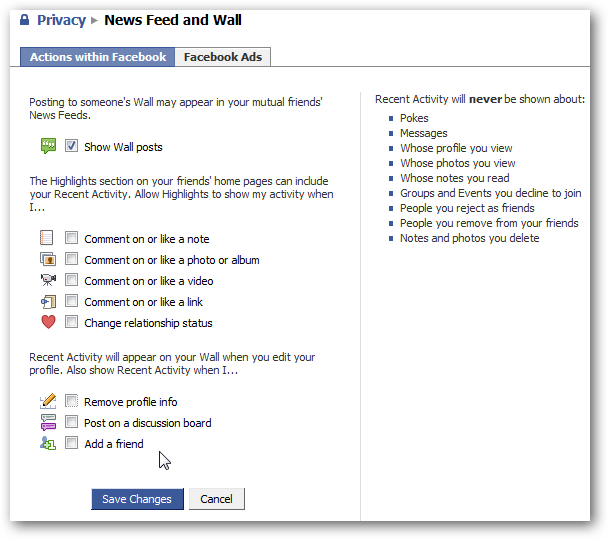 Privacy ▶ News Feed and Wall
Actions within Facebook
Facebook Ads
Posting to someone's Wall may appear in your mutual friends'
News Feeds.
Show Wall posts
The Highlights section on your friends' home pages can include
your Recent Activity. Allow Highlights to show my activity when
I...
Comment on or like a note
Comment on or like a photo or album
Comment on or like a video
Comment on or like a link
Change relationship status
Recent Activity will appear on your Wall when you edit your
profile. Also show Recent Activity when I...
Remove profile info
Post on a discussion board
Add a friend
Save Changes
Cancel
Recent Activity will never be shown about:
Pokes
Messages
Whose profile you view
Whose photos you view
Whose notes you read
Groups and Events you decline to join
People you reject as friends
People you remove from your friends
Notes and photos you delete